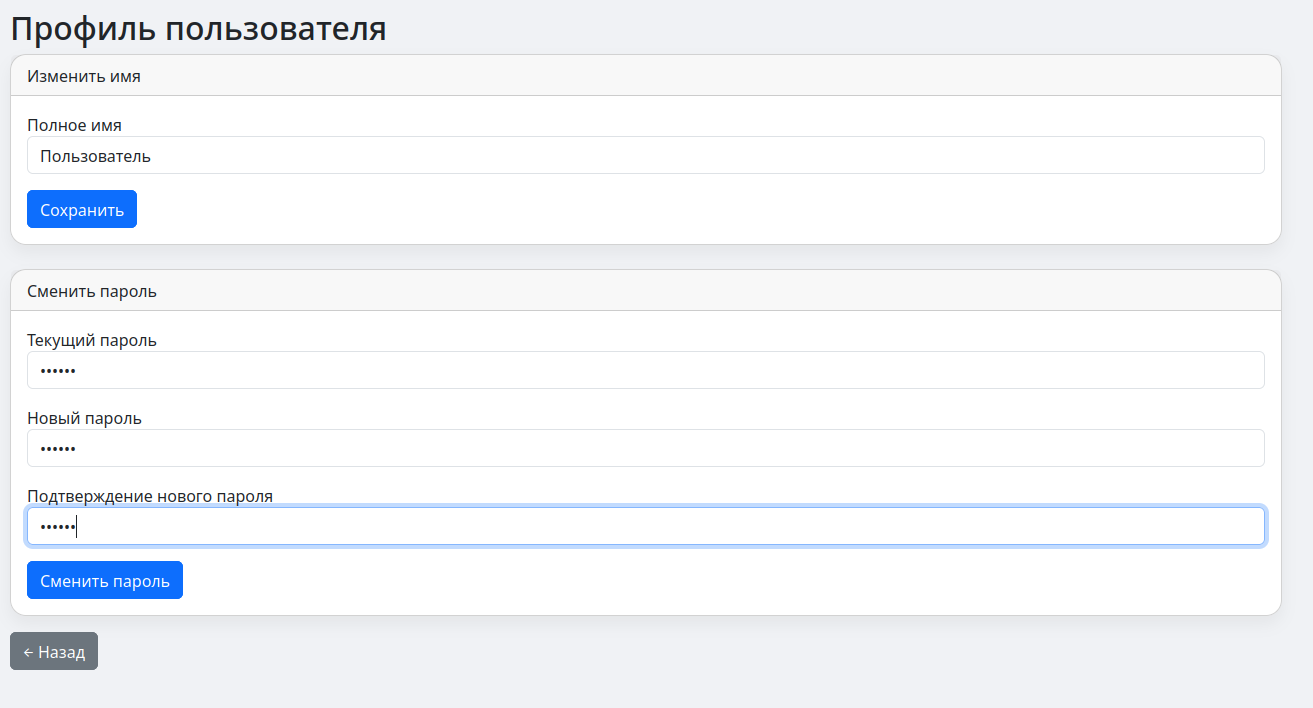 Профиль пользователя
Изменить имя
Полное имя
Пользователь
Сохранить
Сменить пароль
Текущий пароль
••••••
Новый пароль
••••••
Подтверждение нового пароля
••••••
Сменить пароль
← Назад